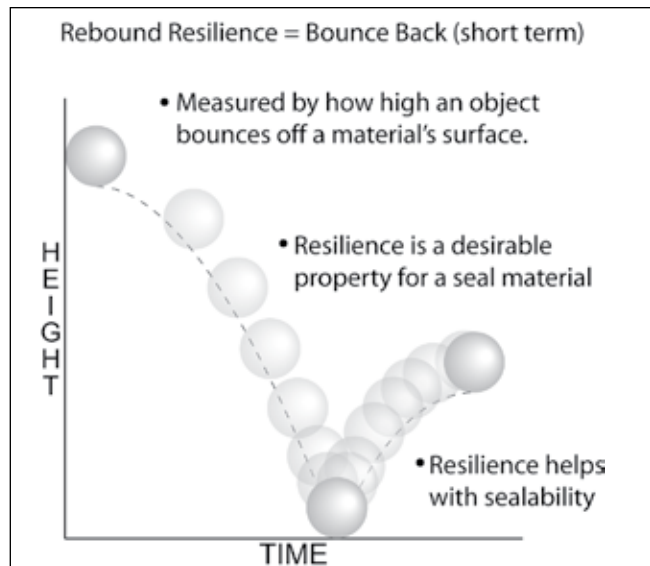 Rebound Resilience = Bounce Back (short term)
• Measured by how high an object
bounces off a material's surface.
• Resilience is a desirable
property for a seal material
HEIGHT
• Resilience helps
with sealability
TIME